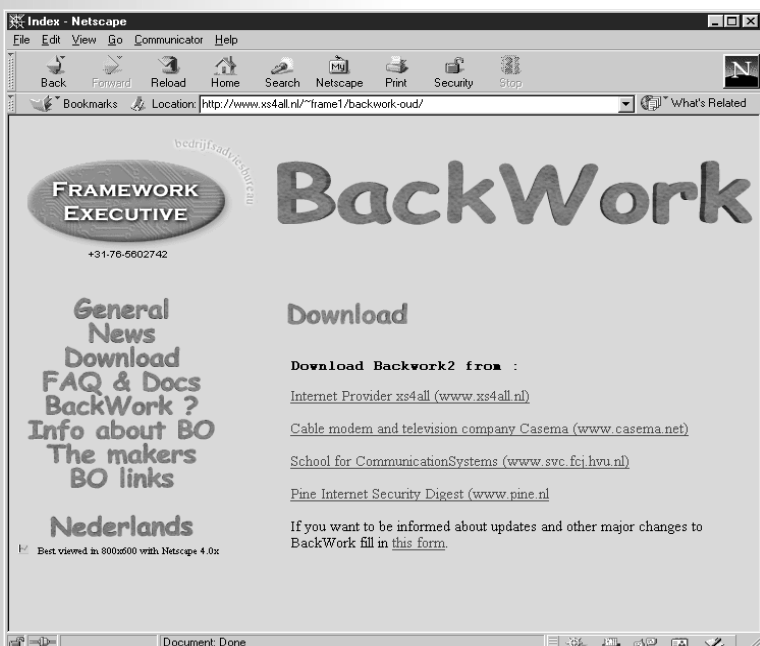 Index - Netscape
File Edit View Go Communicator Help
Back Forward Reload Home Search Netscape Print Security Stop
My
N
Bookmarks Location: http://www.xs4all.nl/~frame1/backwork-oud/ What's Related
bedrijfsadviesbureau
FRAMEWORK
EXECUTIVE
+31-76-5602742
BackWork
General
News
Download
FAQ & Docs
BackWork ?
Info about BO
The makers
BO links
Nederlands
Best viewed in 800x600 with Netscape 4.0x
Download
Download Backwork2 from :
Internet Provider xs4all (www.xs4all.nl)
Cable modem and television company Casema (www.casema.net)
School for CommunicationSystems (www.svc.fcj.hvu.nl)
Pine Internet Security Digest (www.pine.nl
If you want to be informed about updates and other major changes to
BackWork fill in this form.
Document: Done